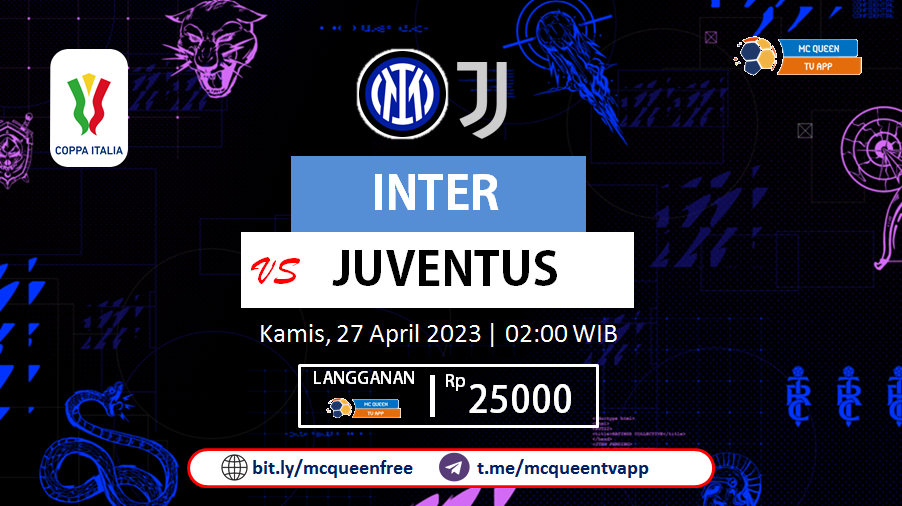 COPPA ITALIA
MC QUEEN
TV APP
INTER
VS JUVENTUS
Kamis, 27 April 2023 | 02:00 WIB
LANGGANAN | Rp 25000
MC QUEEN
TV APP
bit.ly/mcqueenfree t.me/mcqueentvapp